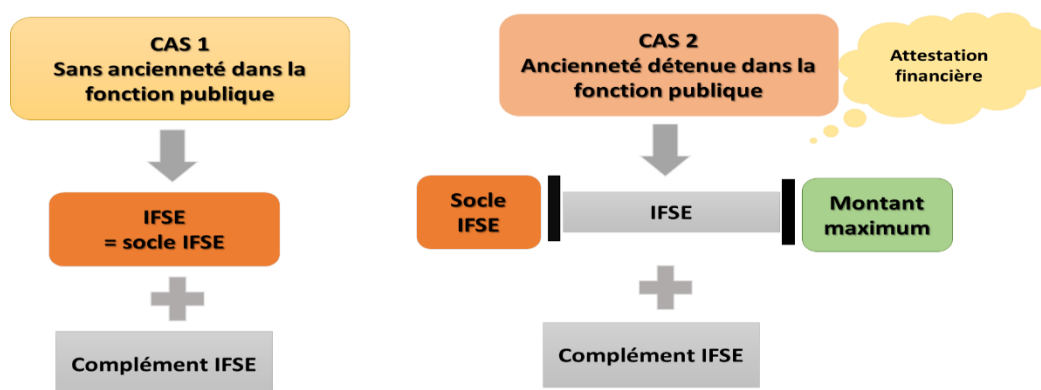 CAS 1
Sans ancienneté dans la
fonction publique
IFSE
= socle IFSE
Complément IFSE
CAS 2
Ancienneté détenue dans la
fonction publique
Attestation
financière
Socle
IFSE
IFSE
Montant
maximum
Complément IFSE